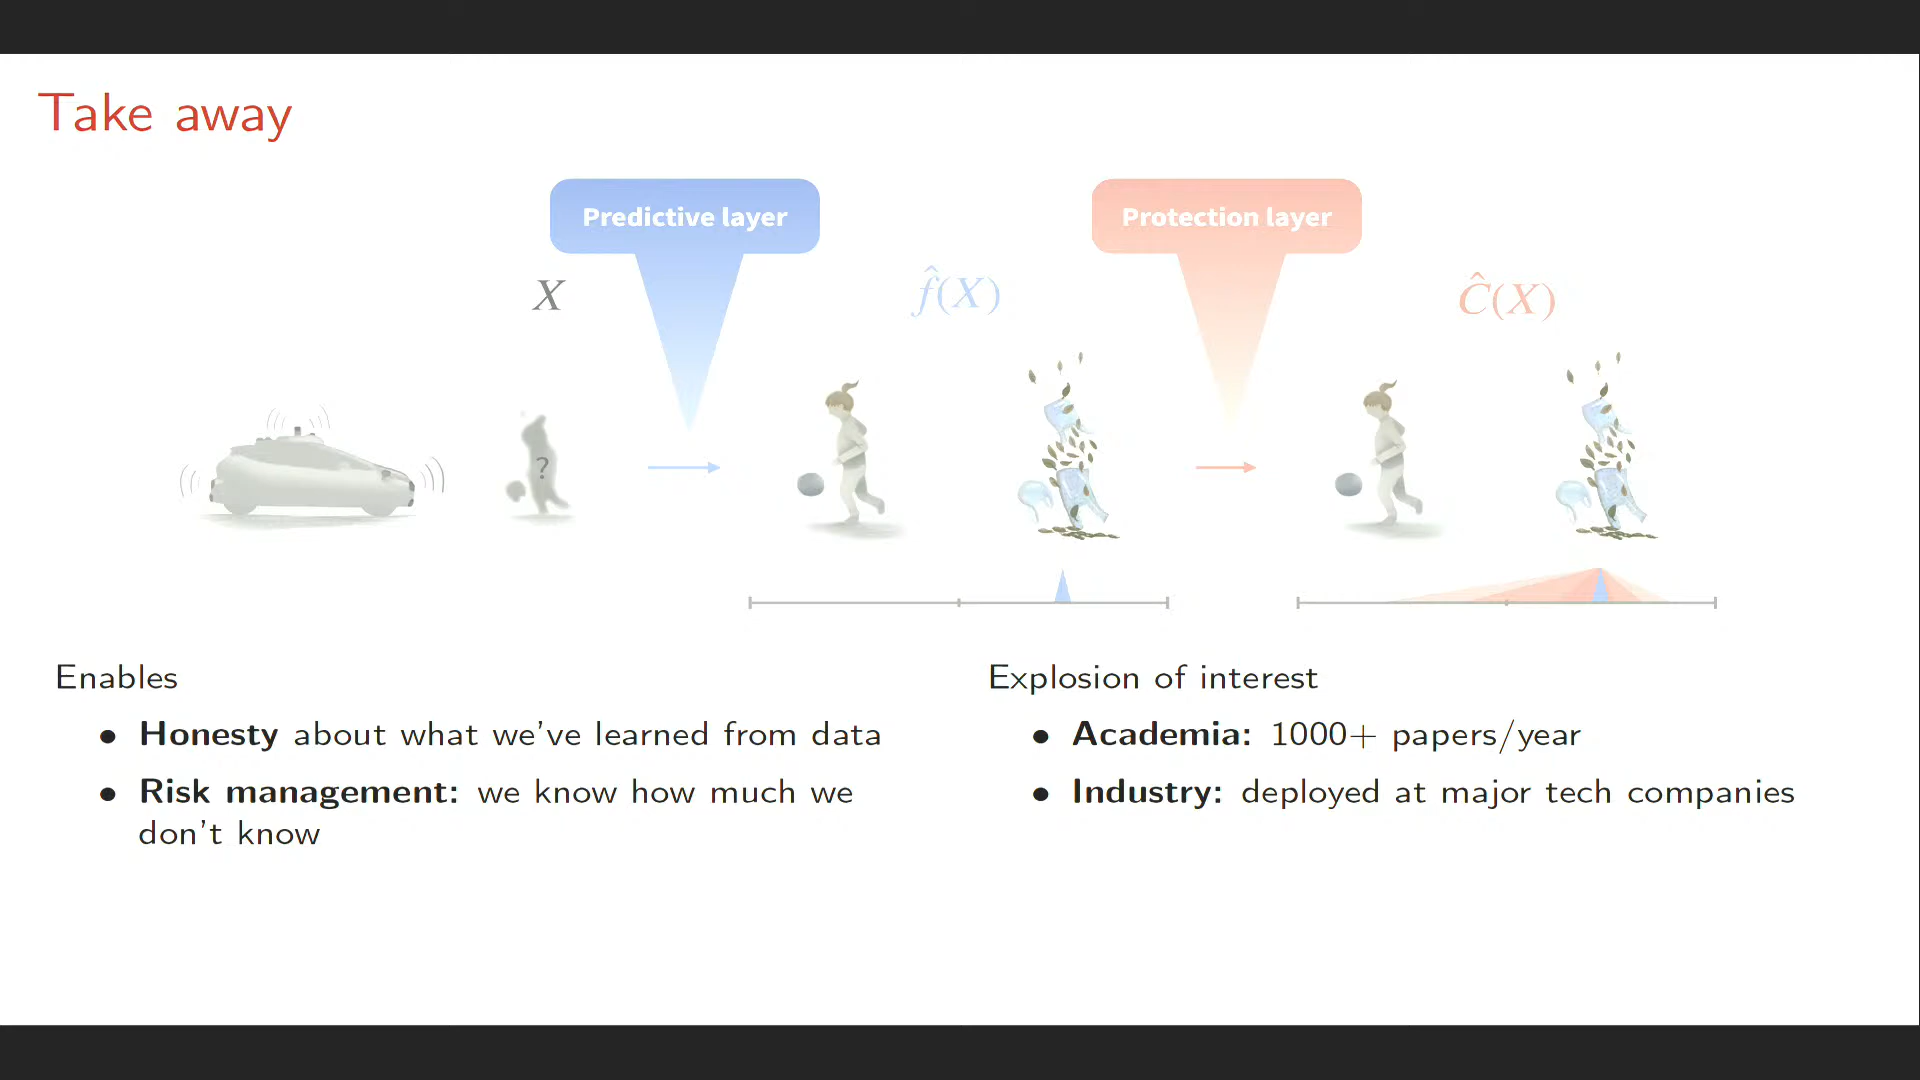 Take away
Predictive layer
Protection layer
X
f̂(X)
Ĉ(X)
?
Enables
• Honesty about what we've learned from data
• Risk management: we know how much we
don't know
Explosion of interest
• Academia: 1000+ papers/year
• Industry: deployed at major tech companies